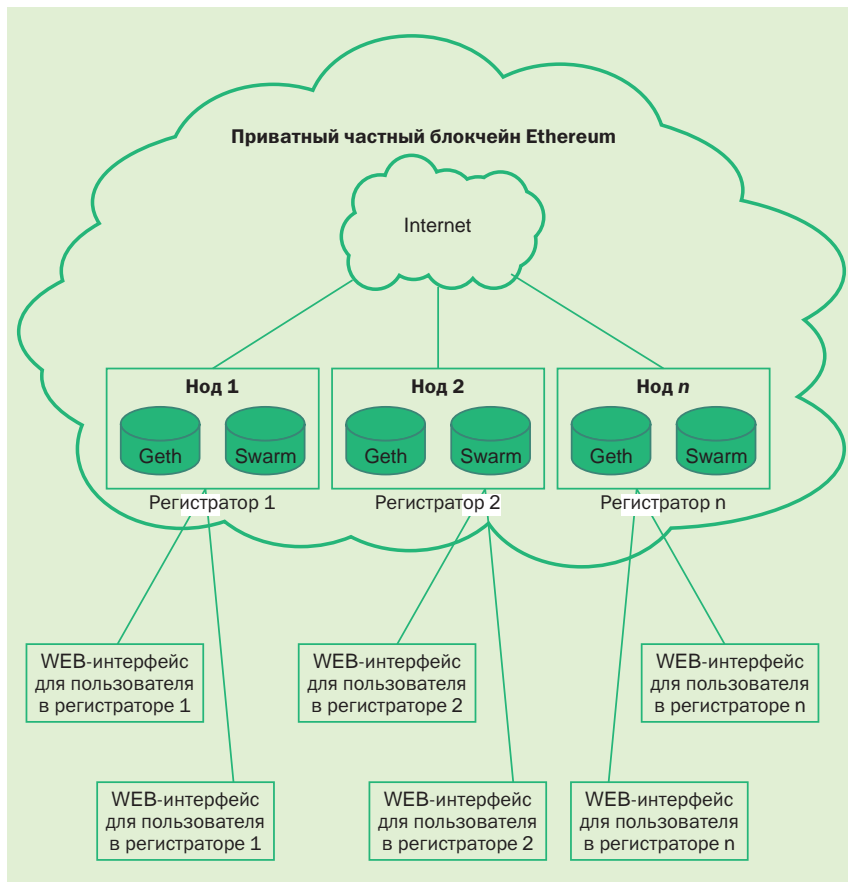 Приватный частный блокчейн Ethereum
Internet
Нод 1
Geth
Swarm
Регистратор 1
Нод 2
Geth
Swarm
Регистратор 2
Нод n
Geth
Swarm
Регистратор n
WEB-интерфейс
для пользователя
в регистраторе 1
WEB-интерфейс
для пользователя
в регистраторе 2
WEB-интерфейс
для пользователя
в регистраторе n
WEB-интерфейс
для пользователя
в регистраторе 1
WEB-интерфейс
для пользователя
в регистраторе 2
WEB-интерфейс
для пользователя
в регистраторе n